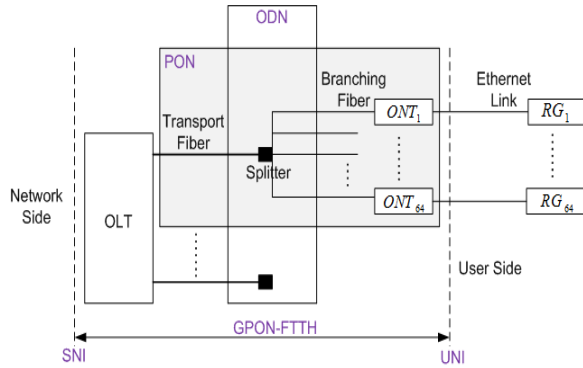 ODN
PON
Branching
Fiber
Ethernet
Link
ONT1
RG1
Transport
Fiber
Splitter
Network
Side
OLT
ONT64
RG64
User Side
GPON-FTTH
SNI
UNI